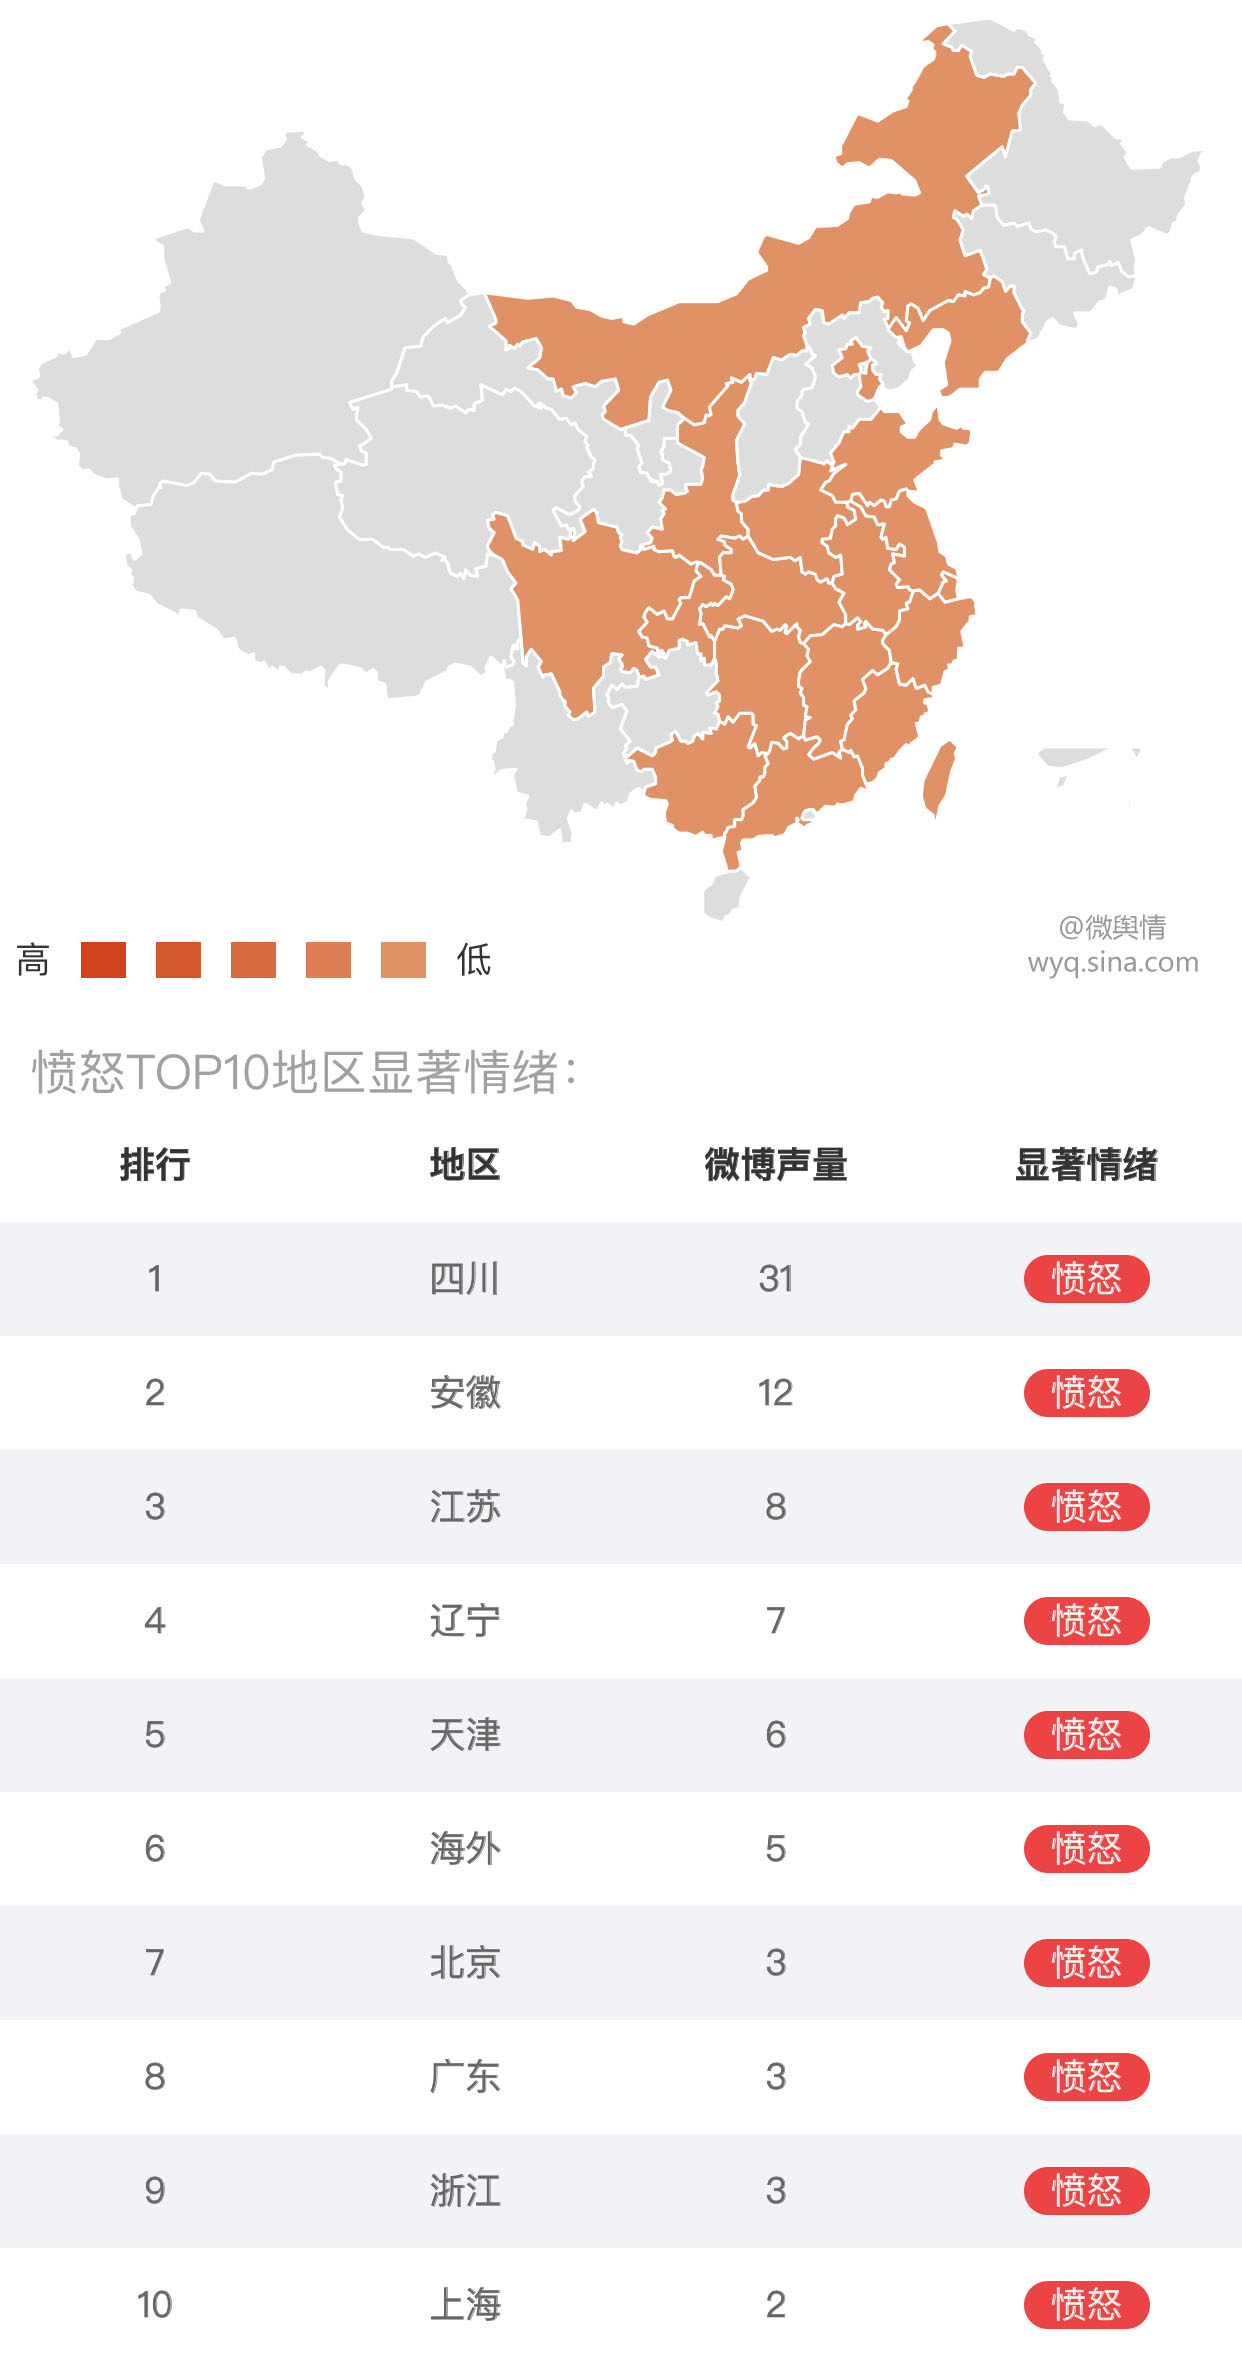 高 低
@微舆情
wyq.sina.com
愤怒TOP10地区显著情绪：
排行 地区 微博声量 显著情绪
1 四川 31 愤怒
2 安徽 12 愤怒
3 江苏 8 愤怒
4 辽宁 7 愤怒
5 天津 6 愤怒
6 海外 5 愤怒
7 北京 3 愤怒
8 广东 3 愤怒
9 浙江 3 愤怒
10 上海 2 愤怒